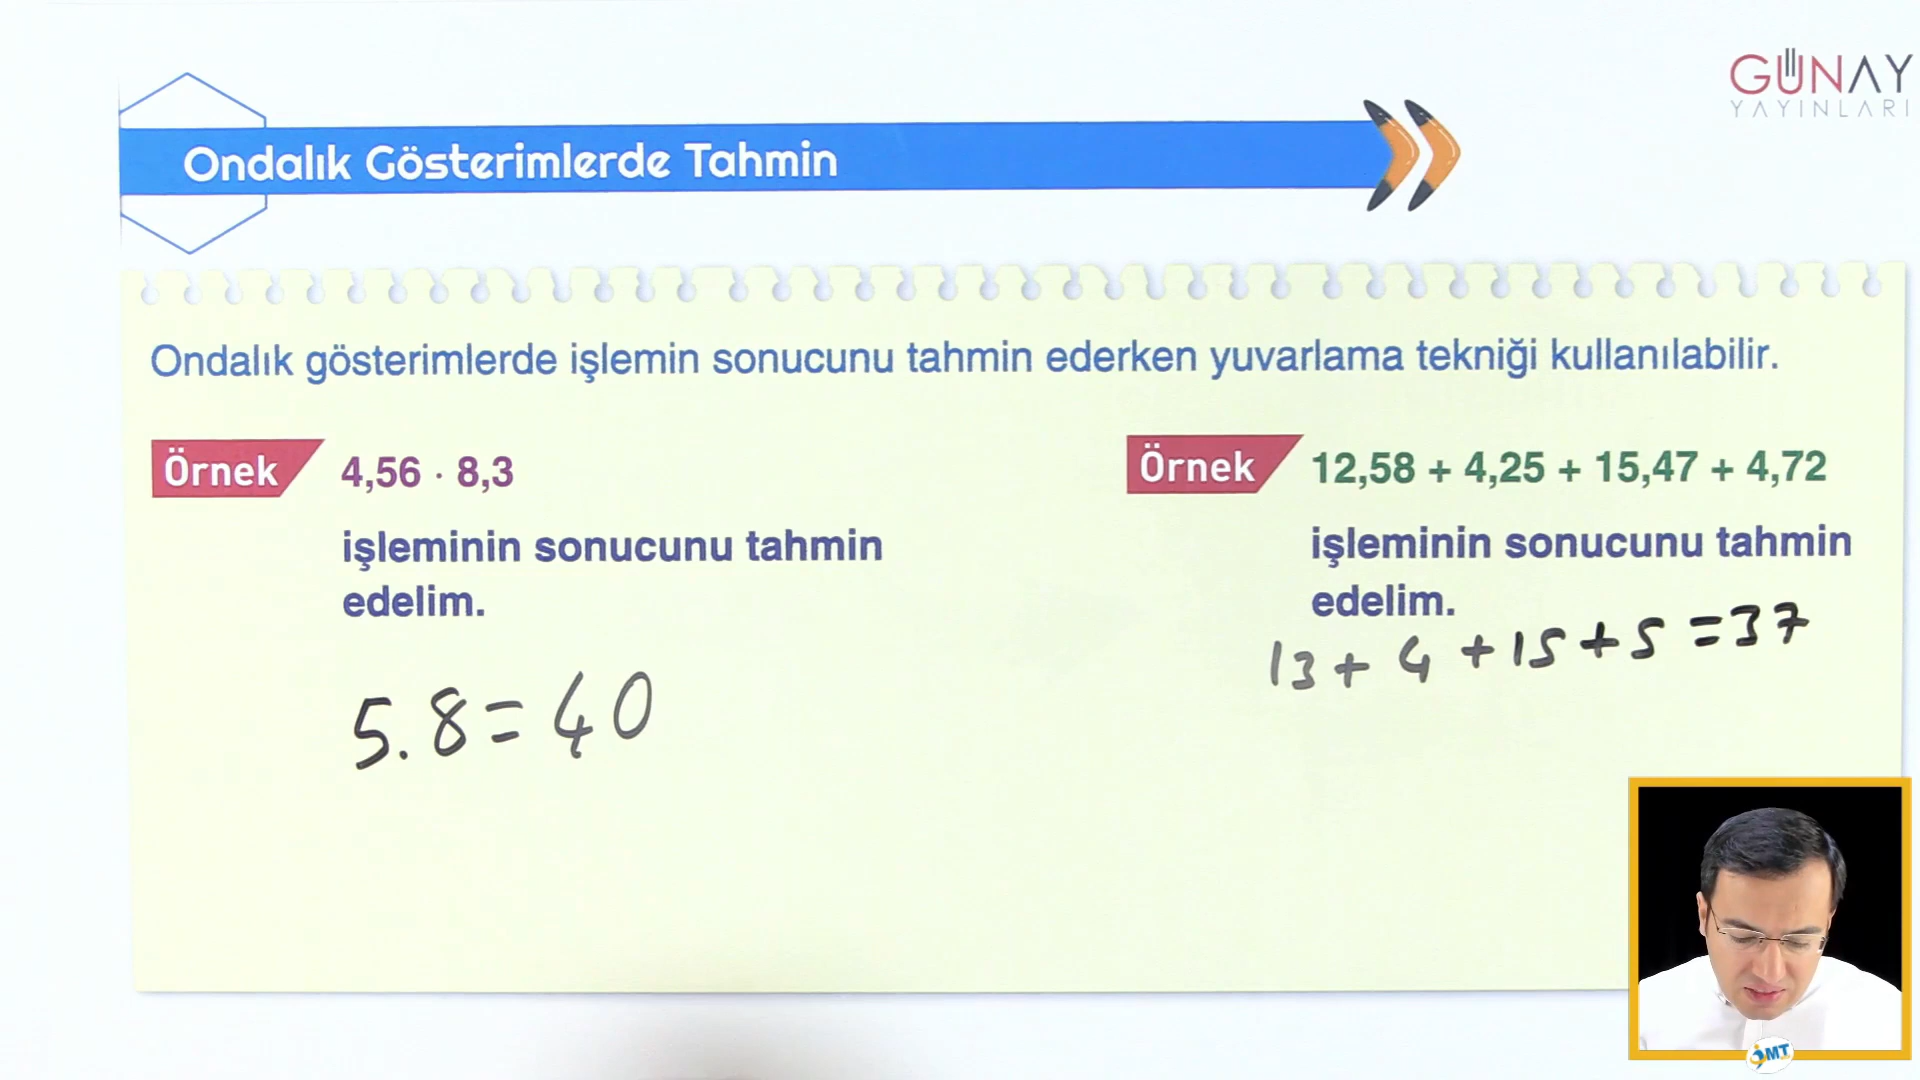 GÜNAY
YAYINLARI
Ondalık Gösterimlerde Tahmin
Ondalık gösterimlerde işlemin sonucunu tahmin ederken yuvarlama tekniği kullanılabilir.
Örnek 4,56 · 8,3
işleminin sonucunu tahmin
edelim.
5.8=40
Örnek 12,58 + 4,25 + 15,47 + 4,72
işleminin sonucunu tahmin
edelim.
13+4+15+5=37
MT